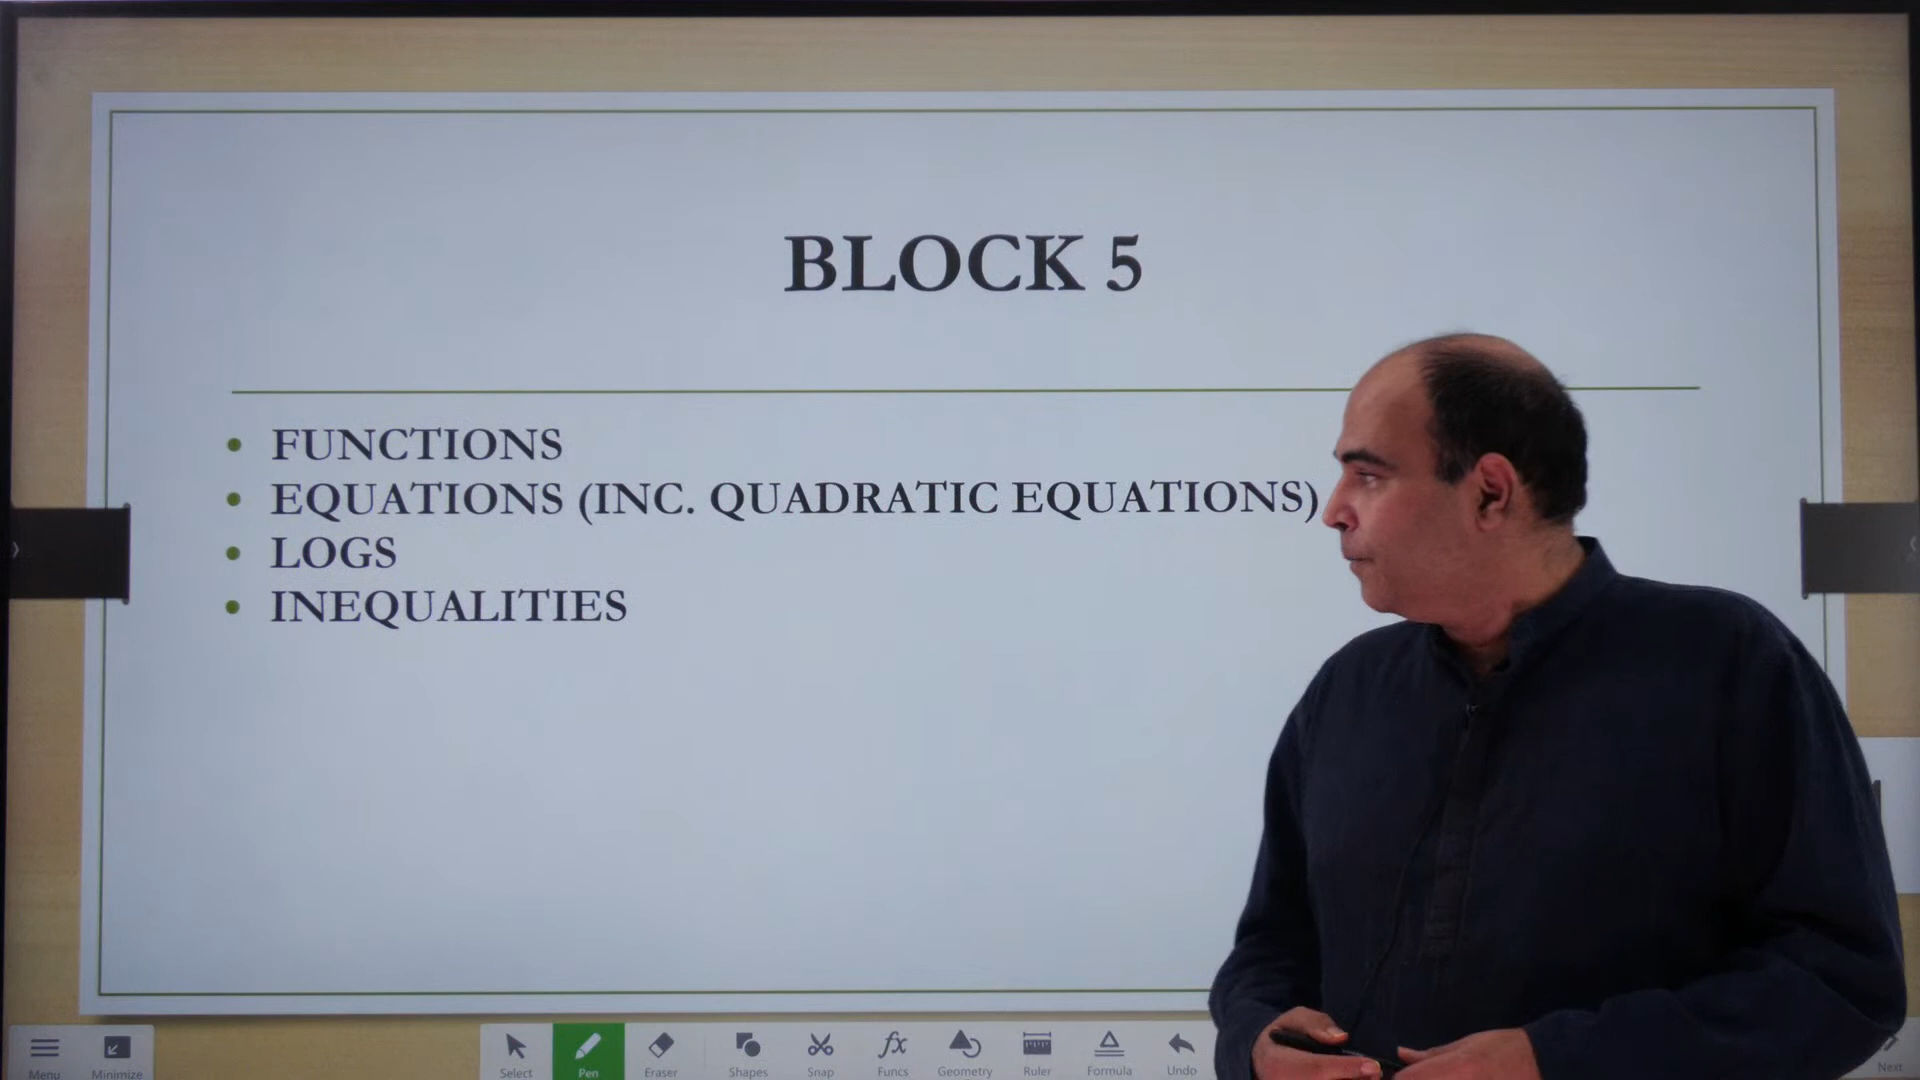 BLOCK 5
FUNCTIONS
EQUATIONS (INC. QUADRATIC EQUATIONS)
LOGS
INEQUALITIES
Menu
Minimize
Select
Pen
Eraser
Shapes
Snap
fx
Funcs
Geometry
Ruler
Formula
Undo
Next